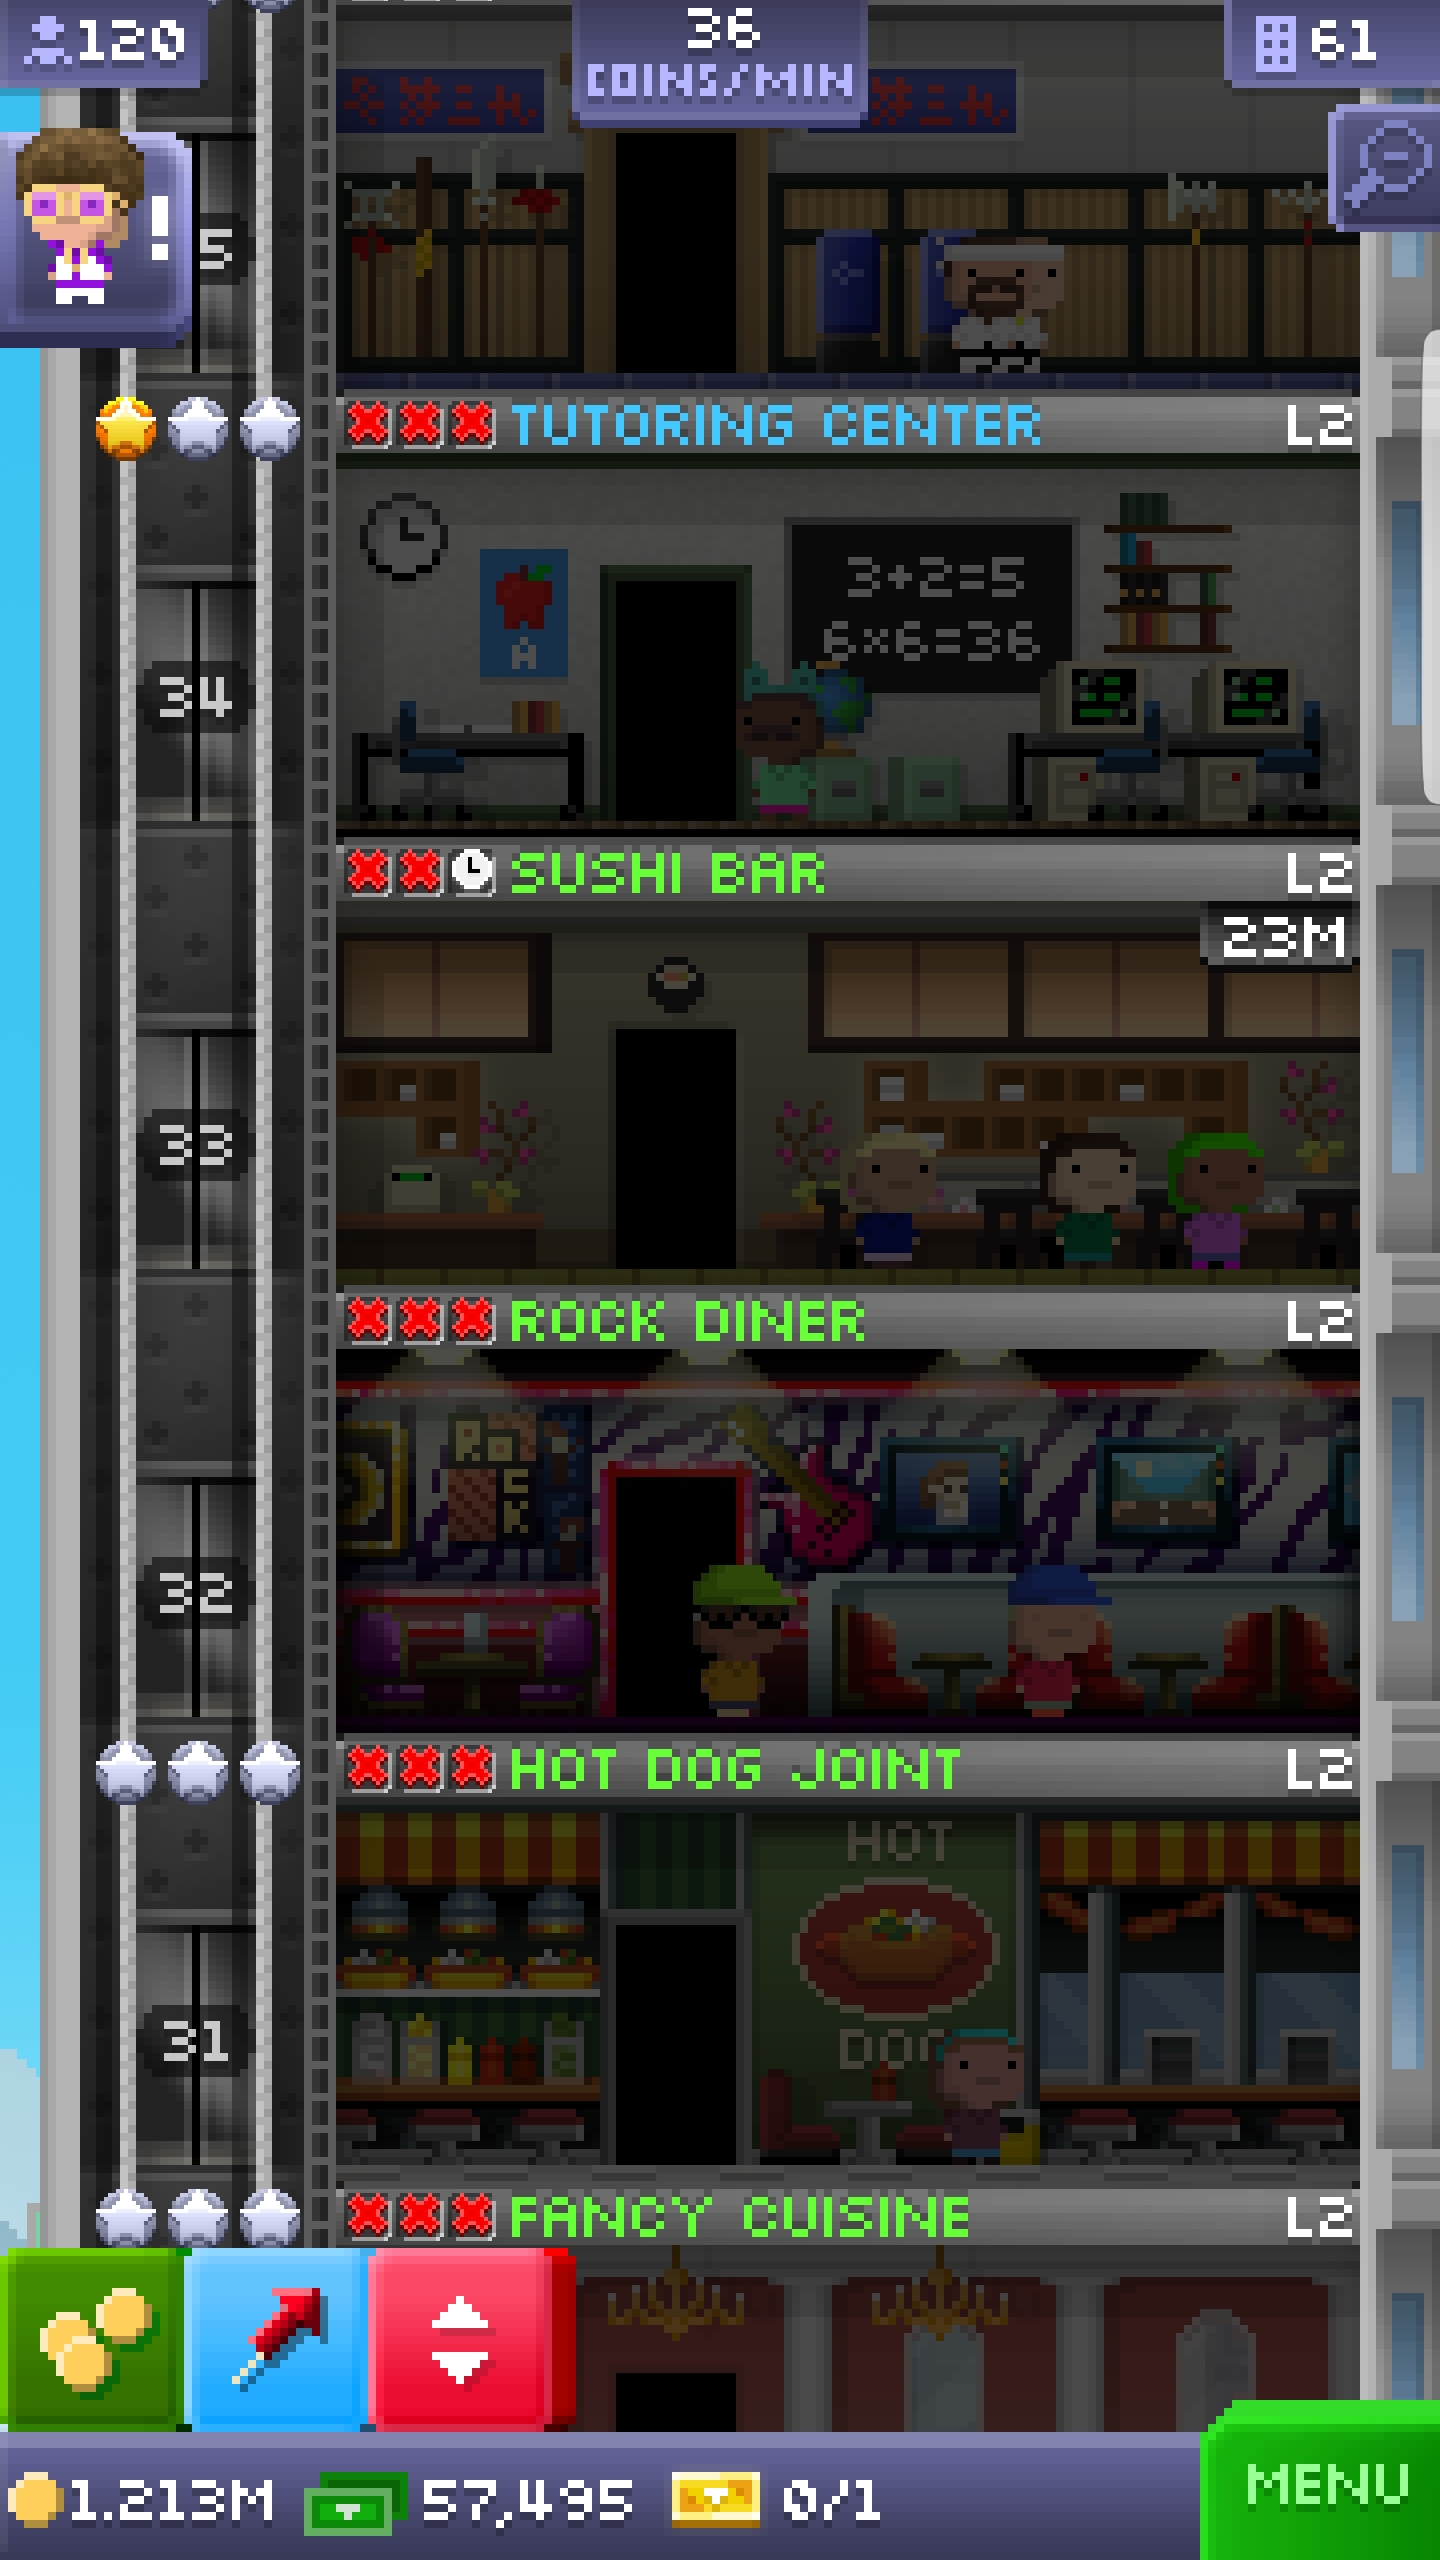 120
36
COINS/MIN
61
!
5
TUTORING CENTER
L2
3+2=5
6×6=36
A
34
SUSHI BAR
L2
23M
33
ROCK DINER
L2
32
HOT DOG JOINT
L2
HOT
31
FANCY CUISINE
L2
1.213M
57,495
0/1
MENU